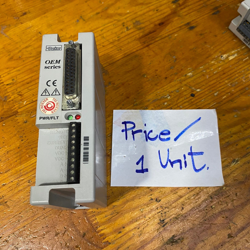 OEM
series
CE
PWR/FLT
Price/
1 Unit.